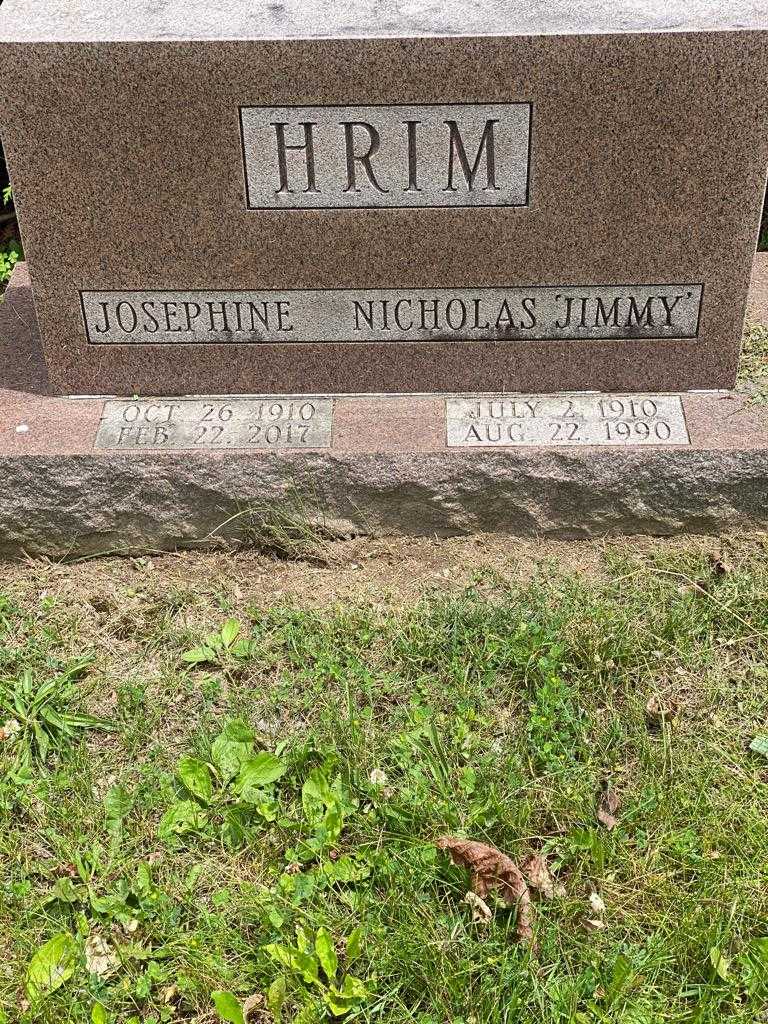 HRIM
JOSEPHINE NICHOLAS 'JIMMY'
OCT. 26 1910
FEB. 22. 2017
JULY 2, 1910
AUG. 22. 1990